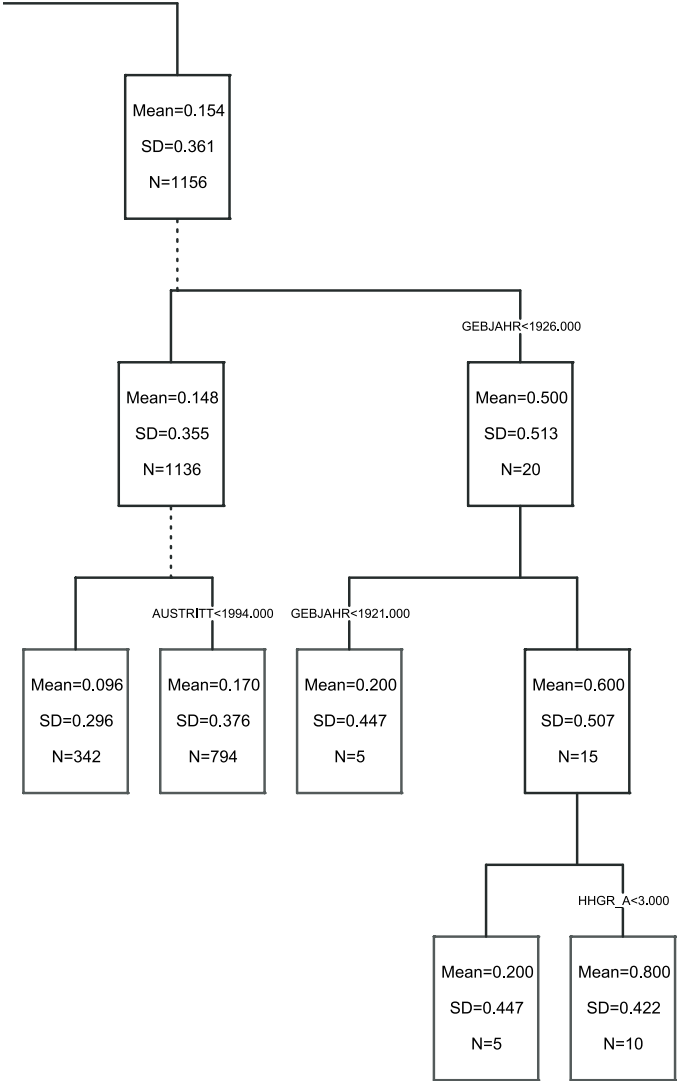 Mean=0.154
SD=0.361
N=1156
GEBJAHR<1926.000
Mean=0.148
SD=0.355
N=1136
Mean=0.500
SD=0.513
N=20
AUSTRITT<1994.000
GEBJAHR<1921.000
Mean=0.096
SD=0.296
N=342
Mean=0.170
SD=0.376
N=794
Mean=0.200
SD=0.447
N=5
Mean=0.600
SD=0.507
N=15
HHGR_A<3.000
Mean=0.200
SD=0.447
N=5
Mean=0.800
SD=0.422
N=10